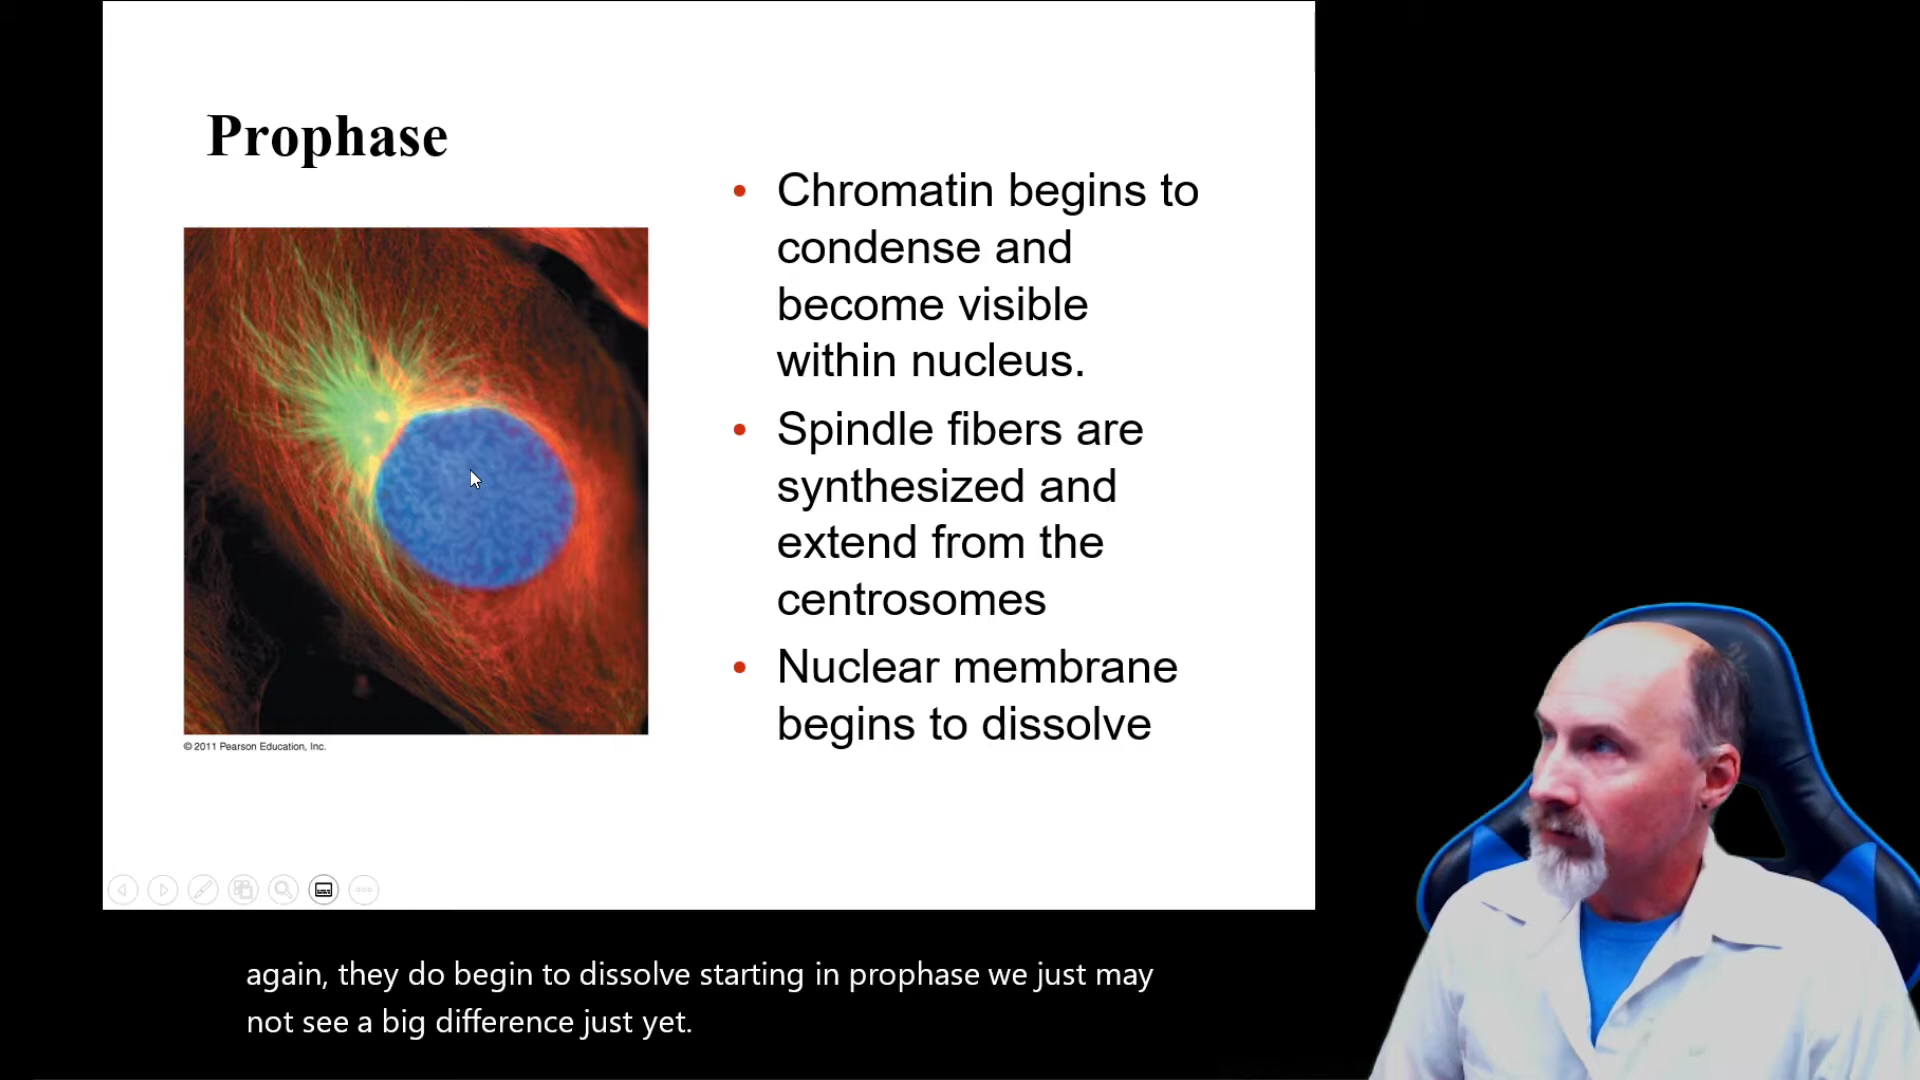 Prophase
• Chromatin begins to
condense and
become visible
within nucleus.
• Spindle fibers are
synthesized and
extend from the
centrosomes
• Nuclear membrane
begins to dissolve
© 2011 Pearson Education, Inc.
again, they do begin to dissolve starting in prophase we just may
not see a big difference just yet.